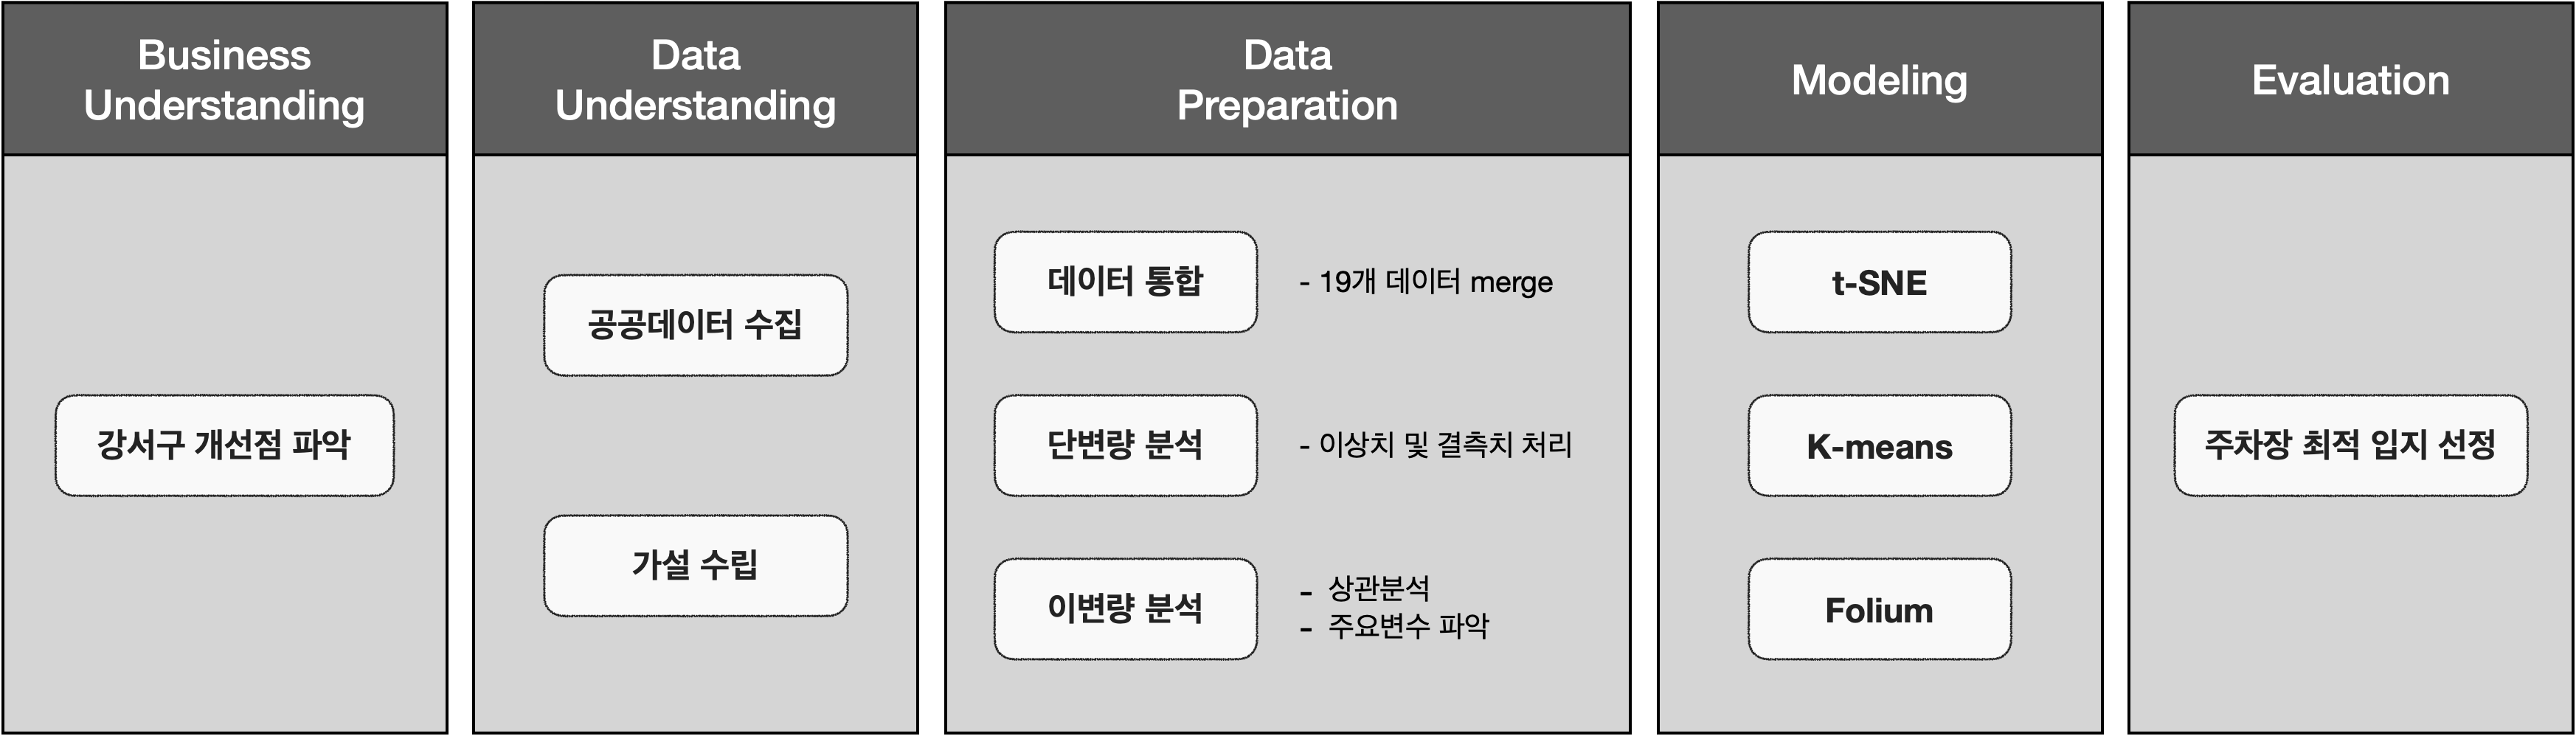 Business
Understanding
강서구 개선점 파악
Data
Understanding
공공데이터 수집
가설 수립
Data
Preparation
데이터 통합
- 19개 데이터 merge
단변량 분석
- 이상치 및 결측치 처리
이변량 분석
- 상관분석
- 주요변수 파악
Modeling
t-SNE
K-means
Folium
Evaluation
주차장 최적 입지 선정